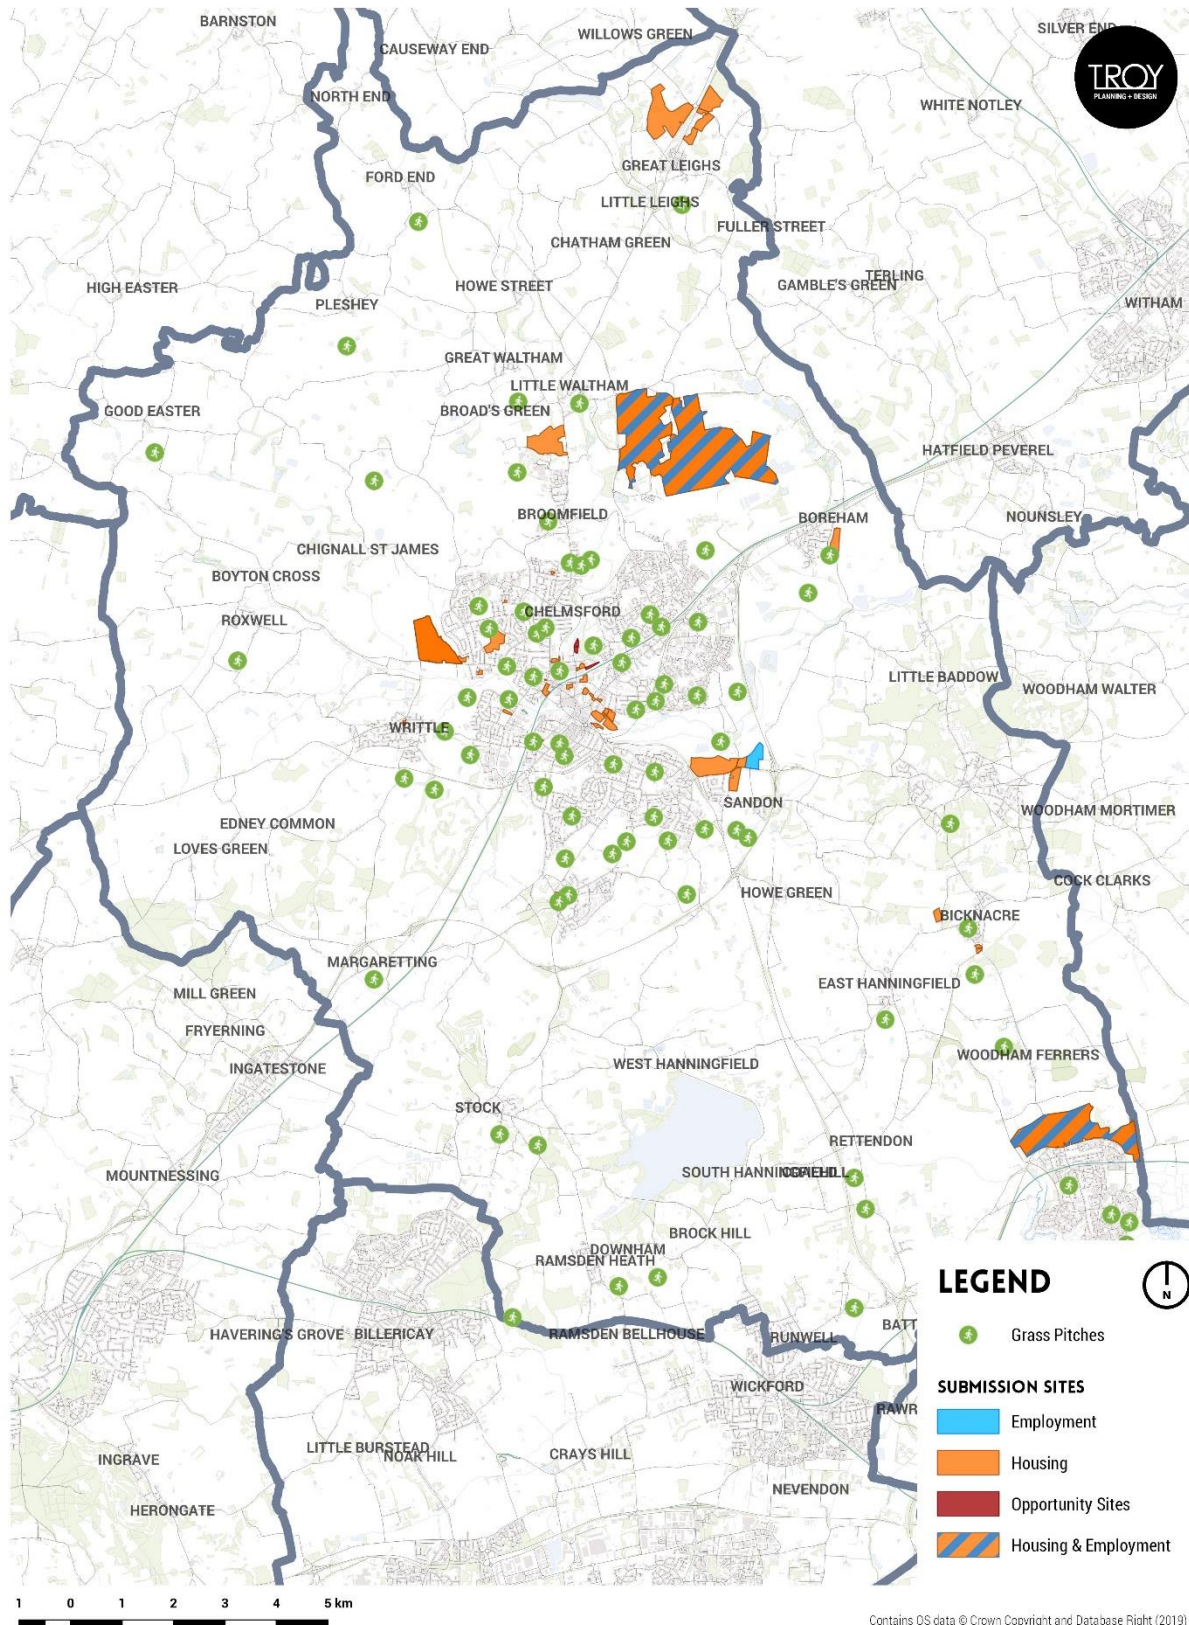 BARNSTON
SILVER END
WILLOWS GREEN
CAUSEWAY END
TROY
PLANNING + DESIGN
NORTH END
WHITE NOTLEY
GREAT LEIGHS
FORD END
LITTLE LEIGHS
FULLER STREET
CHATHAM GREEN
TERLING
GAMBLE'S GREEN
HIGH EASTER
HOWE STREET
PLESHEY
WITHAM
GREAT WALTHAM
LITTLE WALTHAM
GOOD EASTER
BROAD'S GREEN
HATFIELD PEVEREL
BROOMFIELD
BOREHAM
NOUNSLEY
CHIGNALL ST JAMES
BOYTON CROSS
CHELMSFORD
ROXWELL
LITTLE BADDOW
WOODHAM WALTER
WRITTLE
SANDON
WOODHAM MORTIMER
EDNEY COMMON
LOVES GREEN
COCK CLARKS
HOWE GREEN
BICKNACRE
MARGARETTING
EAST HANNINGFIELD
MILL GREEN
FRYERNING
WOODHAM FERRERS
WEST HANNINGFIELD
INGATESTONE
STOCK
RETTENDON
MOUNTNESSING
SOUTH HANNINGFIELD
BROCK HILL
DOWNHAM
RAMSDEN HEATH
LEGEND
N
BATT
HAVERING'S GROVE
BILLERICAY
RAMSDEN BELLHOUSE
RUNWELL
Grass Pitches
WICKFORD
SUBMISSION SITES
RAWR
Employment
LITTLE BURSTEAD
NOAK HILL
CRAYS HILL
INGRAVE
Housing
NEVENDON
HERONGATE
Opportunity Sites
Housing & Employment
1 0 1 2 3 4 5 km
Contains OS data © Crown Copyright and Database Right (2019)